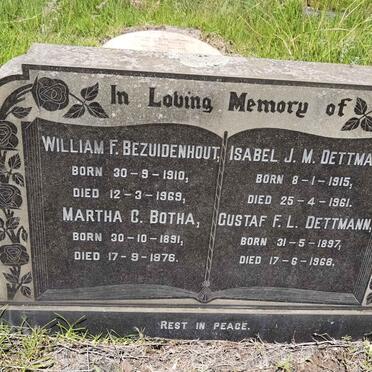 In Loving Memory of
WILLIAM F. BEZUIDENHOUT,
BORN 30-9-1910,
DIED 12-3-1969,
MARTHA C. BOTHA,
BORN 30-10-1891,
DIED 17-9-1976.
ISABEL J. M. DETTMA
BORN 8-1-1915,
DIED 25-4-1961.
GUSTAF F. L. DETTMANN,
BORN 31-5-1897,
DIED 17-6-1968.
REST IN PEACE.